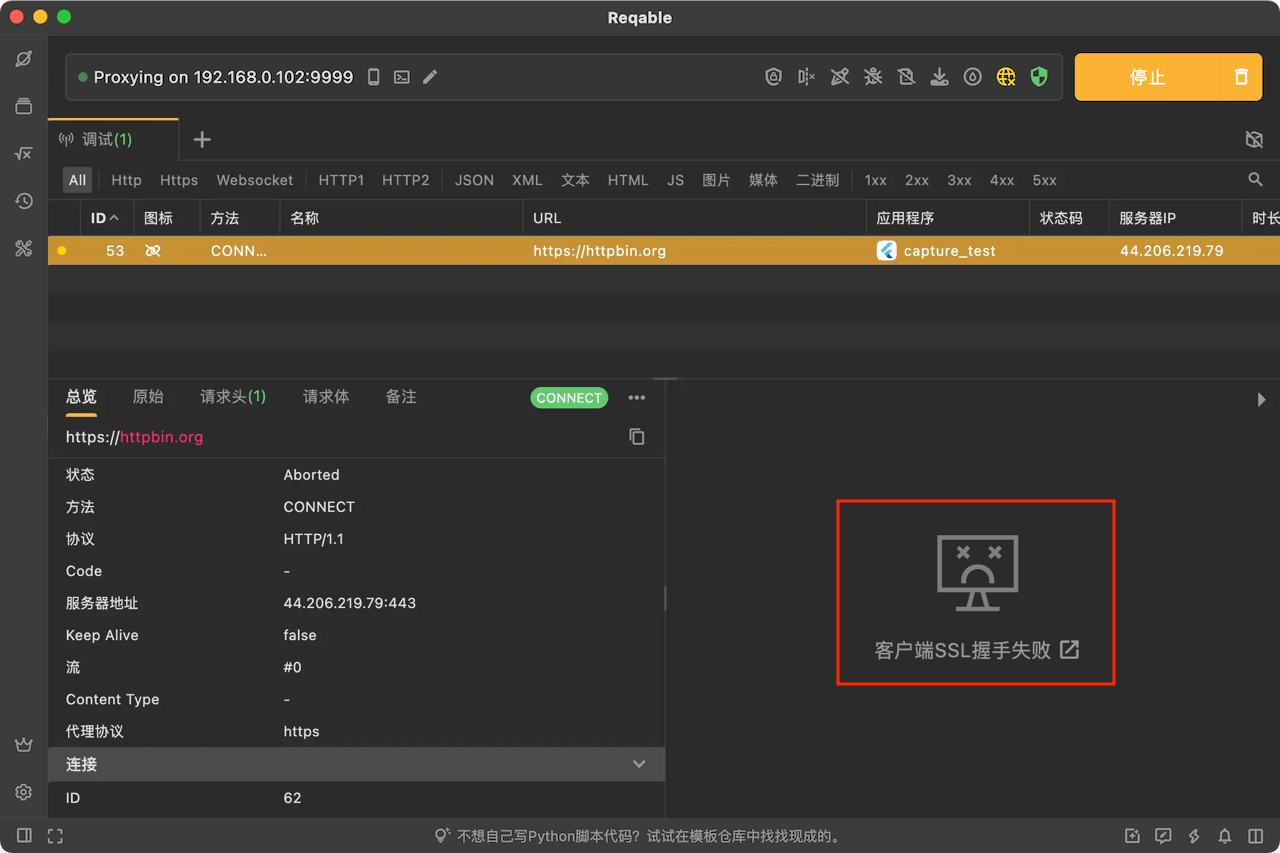 Reqable
Proxying on 192.168.0.102:9999
停止
调试(1)
All Http Https Websocket HTTP1 HTTP2 JSON XML 文本 HTML JS 图片 媒体 二进制 1xx 2xx 3xx 4xx 5xx
ID 图标 方法 名称 URL 应用程序 状态码 服务器IP 时长
53 CONN... https://httpbin.org capture_test 44.206.219.79
总览 原始 请求头(1) 请求体 备注 CONNECT
https://httpbin.org
状态 Aborted
方法 CONNECT
协议 HTTP/1.1
Code -
服务器地址 44.206.219.79:443
Keep Alive false
流 #0
Content Type -
代理协议 https
连接
ID 62
客户端SSL握手失败
不想自己写Python脚本代码？试试在模板仓库中找找现成的。